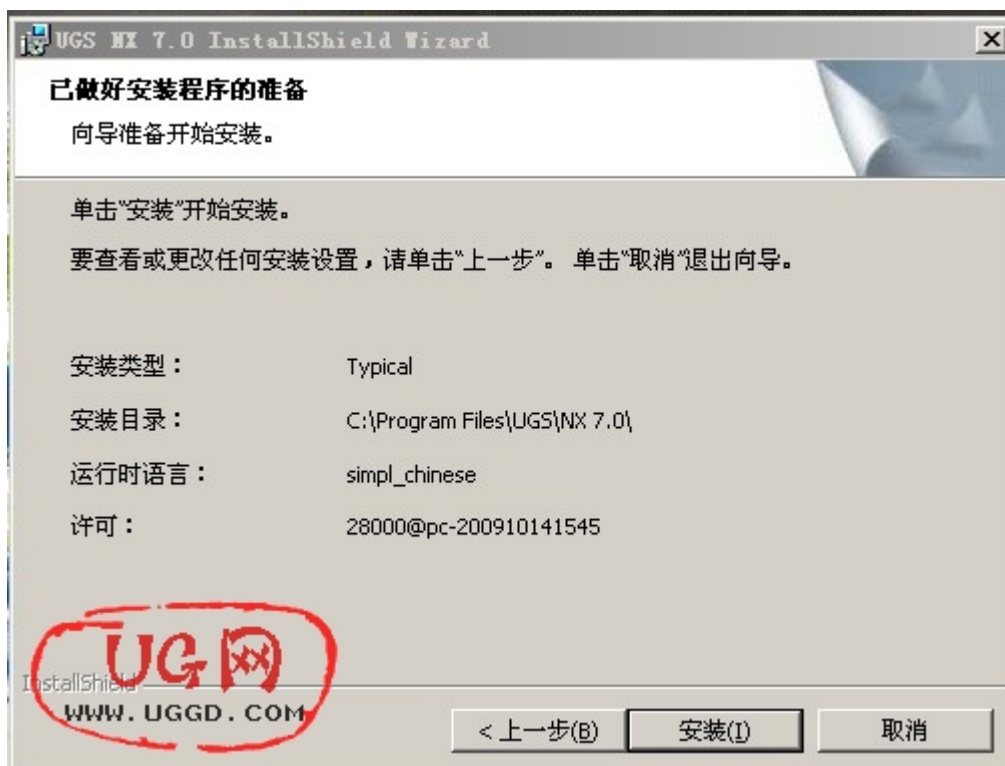 UGS NX 7.0 InstallShield Wizard
已做好安装程序的准备
向导准备开始安装。
单击“安装”开始安装。
要查看或更改任何安装设置，请单击“上一步”。 单击“取消”退出向导。
安装类型： Typical
安装目录： C:\Program Files\UGS\NX 7.0\
运行时语言： simpl_chinese
许可： 28000@pc-200910141545
UG网
InstallShield
WWW.UGGD.COM
<上一步(B) 安装(I) 取消